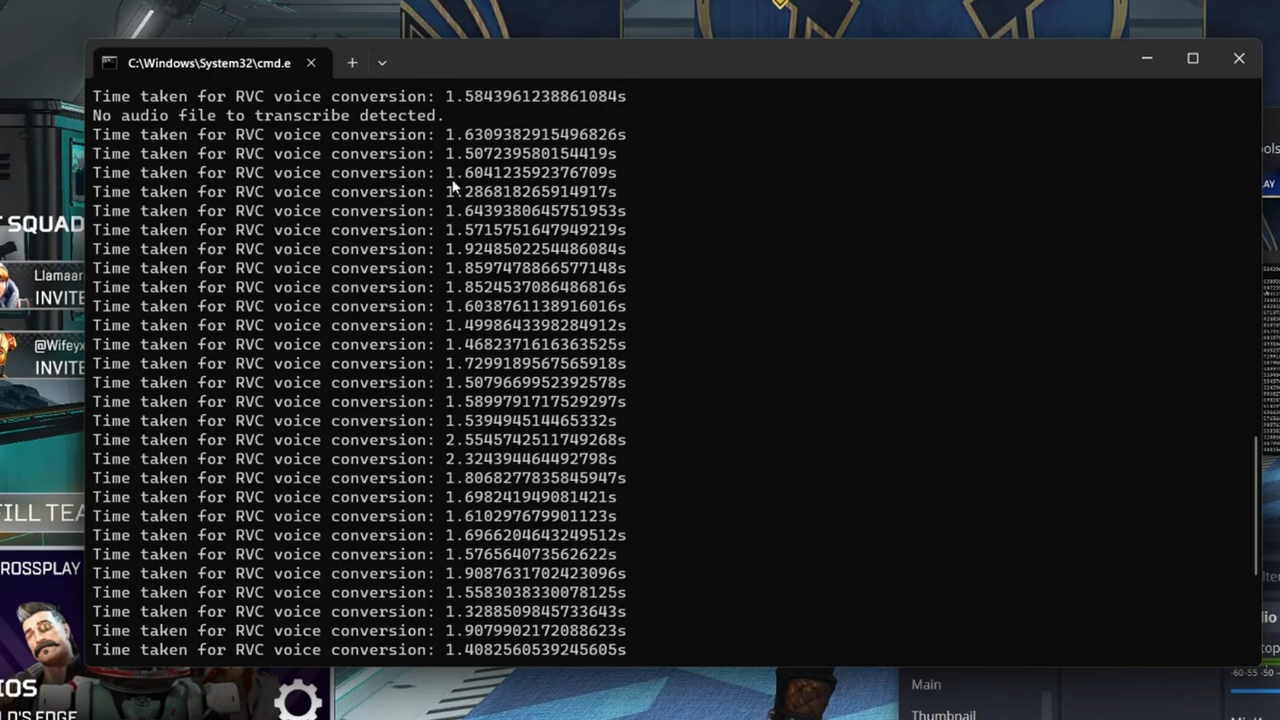 C:\Windows\System32\cmd.e
Time taken for RVC voice conversion: 1.5843961238861084s
No audio file to transcribe detected.
Time taken for RVC voice conversion: 1.6309382915496826s
Time taken for RVC voice conversion: 1.507239580154419s
Time taken for RVC voice conversion: 1.604123592376709s
Time taken for RVC voice conversion: 1.286818265914917s
Time taken for RVC voice conversion: 1.6439380645751953s
Time taken for RVC voice conversion: 1.5715751647949219s
Time taken for RVC voice conversion: 1.9248502254486084s
Time taken for RVC voice conversion: 1.8597478866577148s
Time taken for RVC voice conversion: 1.8524537086486816s
Time taken for RVC voice conversion: 1.6038761138916016s
Time taken for RVC voice conversion: 1.4998643398284912s
Time taken for RVC voice conversion: 1.4682371616363525s
Time taken for RVC voice conversion: 1.7299189567565918s
Time taken for RVC voice conversion: 1.5079669952392578s
Time taken for RVC voice conversion: 1.5899791717529297s
Time taken for RVC voice conversion: 1.539494514465332s
Time taken for RVC voice conversion: 2.5545742511749268s
Time taken for RVC voice conversion: 2.324394464492798s
Time taken for RVC voice conversion: 1.8068277835845947s
Time taken for RVC voice conversion: 1.698241949081421s
Time taken for RVC voice conversion: 1.610297679901123s
Time taken for RVC voice conversion: 1.6966204643249512s
Time taken for RVC voice conversion: 1.576564073562622s
Time taken for RVC voice conversion: 1.9087631702423096s
Time taken for RVC voice conversion: 1.5583038330078125s
Time taken for RVC voice conversion: 1.3288509845733643s
Time taken for RVC voice conversion: 1.9079902172088623s
Time taken for RVC voice conversion: 1.4082560539245605s
SQUAD
Llamaar
INVITE
@Wifeyx
INVITE
ILL TEA
ROSSPLAY
IOS
LD'S EDGE
ols
LAY
dio
top
-60 -55 -50
Main
Thumbnail